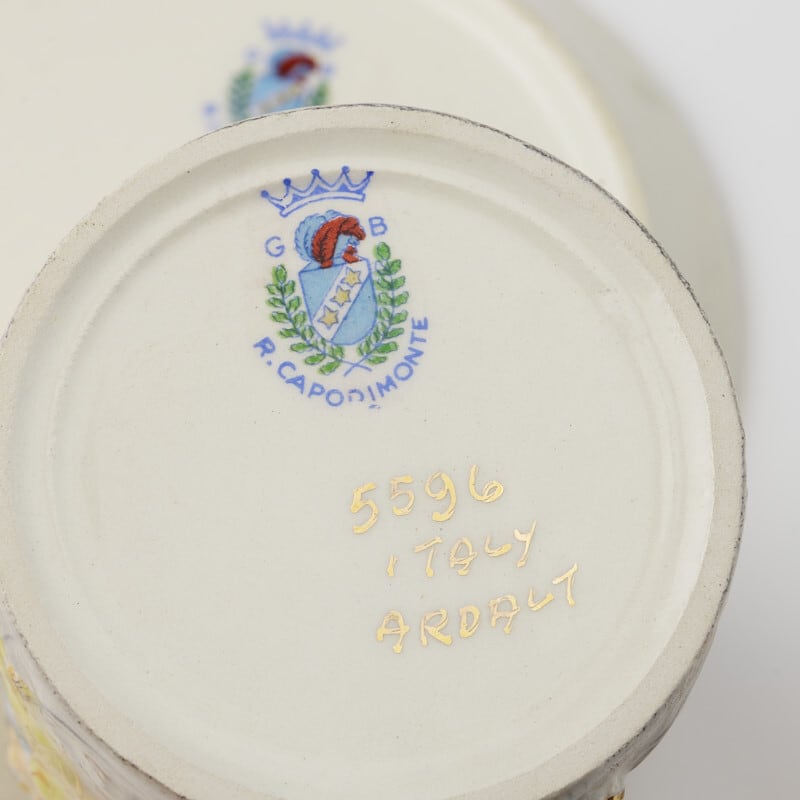 G B
R. CAPODIMONTE
5596
ITALY
ARDALT